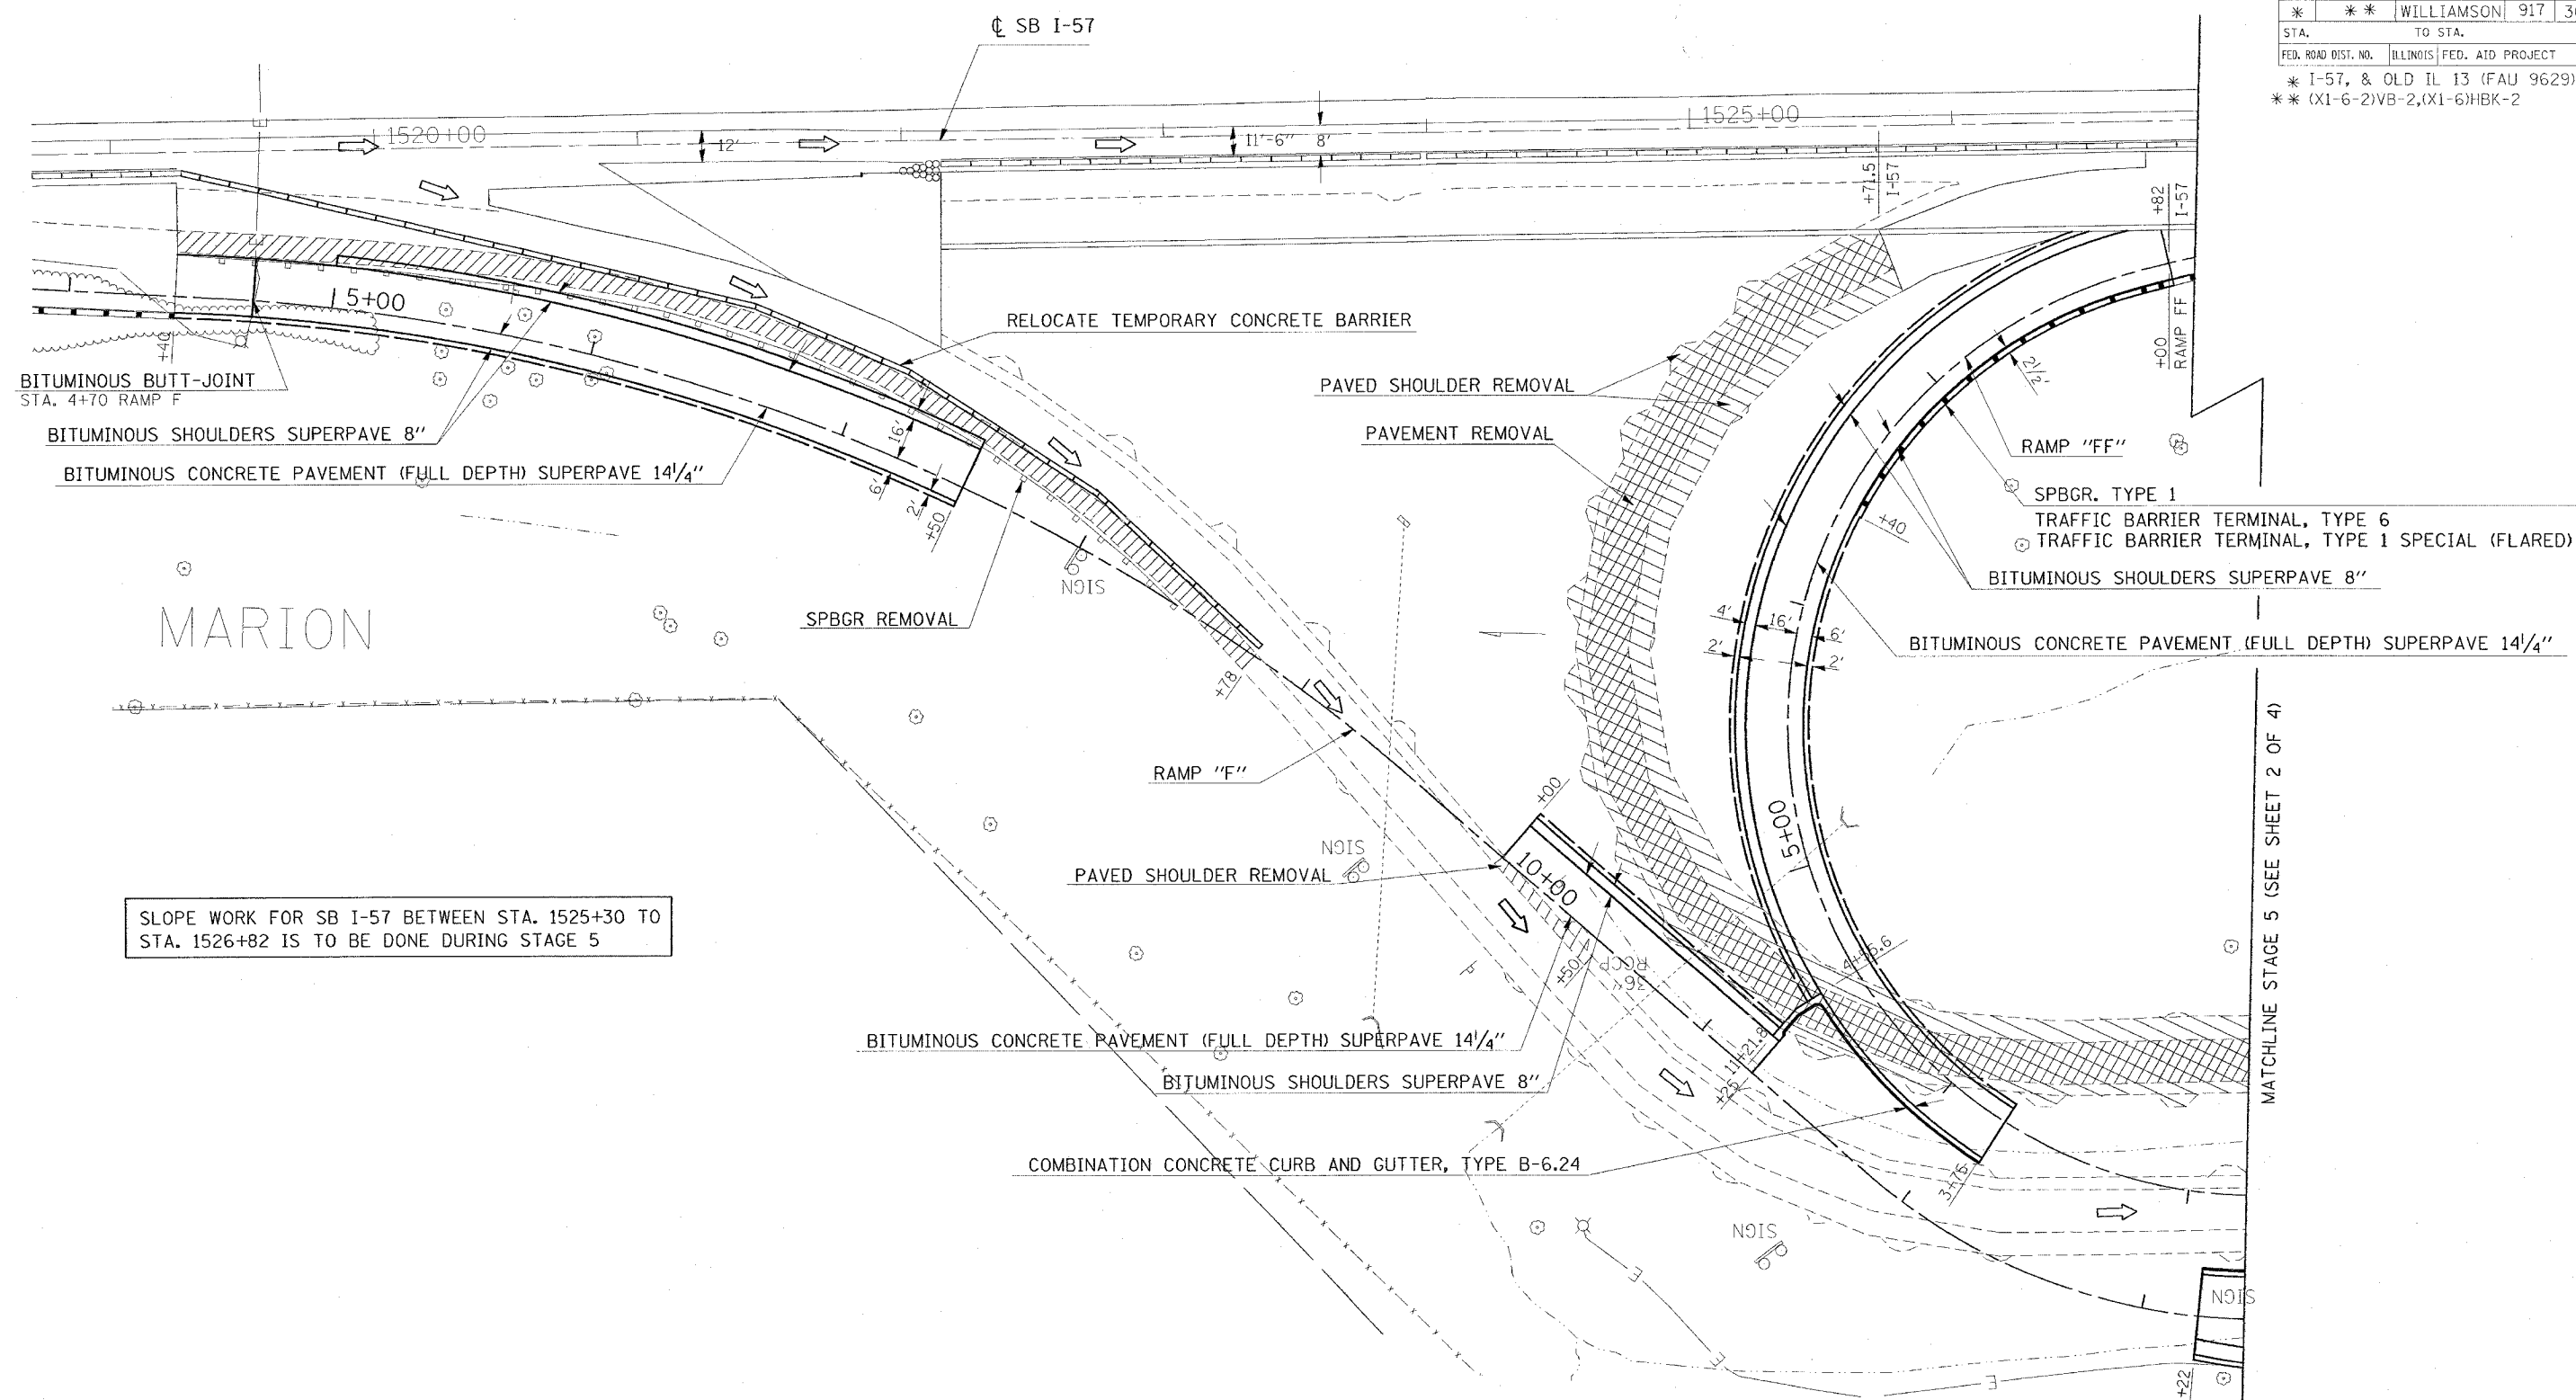 * ** WILLIAMSON 917
STA. TO STA.
FED. ROAD DIST. NO. ILLINOIS FED. AID PROJECT
* I-57, & OLD IL 13 (FAU 9629)
** (X1-6-2)VB-2,(X1-6)HBK-2
℄ SB I-57
1520+00
12'
11'-6"
8'
1525+00
+71.5
I-57
+82
I-57
+00
RAMP FF
5+00
+40
BITUMINOUS BUTT-JOINT
STA. 4+70 RAMP F
BITUMINOUS SHOULDERS SUPERPAVE 8"
BITUMINOUS CONCRETE PAVEMENT (FULL DEPTH) SUPERPAVE 14¼"
RELOCATE TEMPORARY CONCRETE BARRIER
16'
6'
2'
+50
SIGN
SPBGR REMOVAL
MARION
+78
RAMP "F"
PAVED SHOULDER REMOVAL
PAVEMENT REMOVAL
2½'
RAMP "FF"
SPBGR. TYPE 1
TRAFFIC BARRIER TERMINAL, TYPE 6
TRAFFIC BARRIER TERMINAL, TYPE 1 SPECIAL (FLARED)
+40
BITUMINOUS SHOULDERS SUPERPAVE 8"
4'
16'
6'
2'
2'
BITUMINOUS CONCRETE PAVEMENT (FULL DEPTH) SUPERPAVE 14¼"
MATCHLINE STAGE 5 (SEE SHEET 2 OF 4)
+00
5+00
SIGN
PAVED SHOULDER REMOVAL
10+00
SLOPE WORK FOR SB I-57 BETWEEN STA. 1525+30 TO
STA. 1526+82 IS TO BE DONE DURING STAGE 5
+50
36"
RCCP
BITUMINOUS CONCRETE PAVEMENT (FULL DEPTH) SUPERPAVE 14¼"
11+21.8
+25
BITUMINOUS SHOULDERS SUPERPAVE 8"
COMBINATION CONCRETE CURB AND GUTTER, TYPE B-6.24
3+75
SIGN
E
E
E
E
SIGN
+22